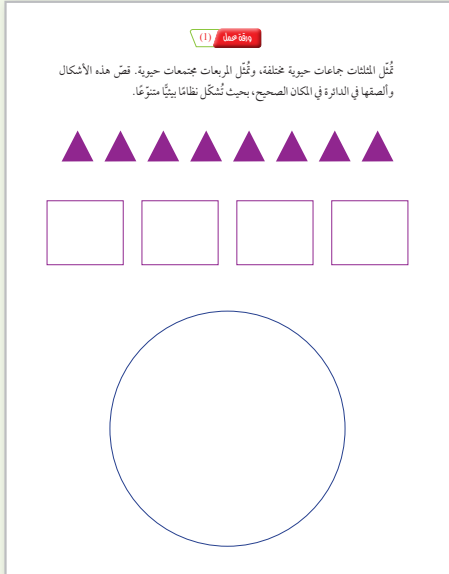 ورقة عمل (1)
تُمثّل المثلثات جماعات حيوية مختلفة، وتُمثّل المربعات مجتمعات حيوية. قصّ هذه الأشكال
وألصقها في الدائرة في المكان الصحيح، بحيث تُشكّل نظامًا بيئيًّا متنوّعًا.